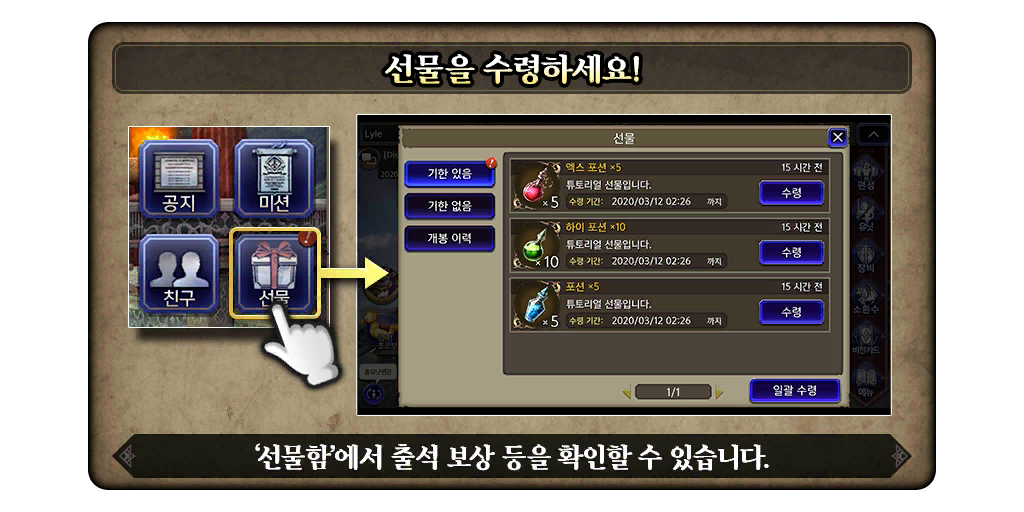 선물을 수령하세요!
공지
미션
친구
선물
Lyle
선물
기한 있음
기한 없음
개봉 이력
엑스 포션 ×5
15 시간 전
튜토리얼 선물입니다.
×5
수령 기간: 2020/03/12 02:26 까지
수령
하이 포션 ×10
15 시간 전
튜토리얼 선물입니다.
×10
수령 기간: 2020/03/12 02:26 까지
수령
포션 ×5
15 시간 전
튜토리얼 선물입니다.
×5
수령 기간: 2020/03/12 02:26 까지
수령
1/1
일괄 수령
편성
유닛
장비
소환수
비전카드
메뉴
'선물함'에서 출석 보상 등을 확인할 수 있습니다.